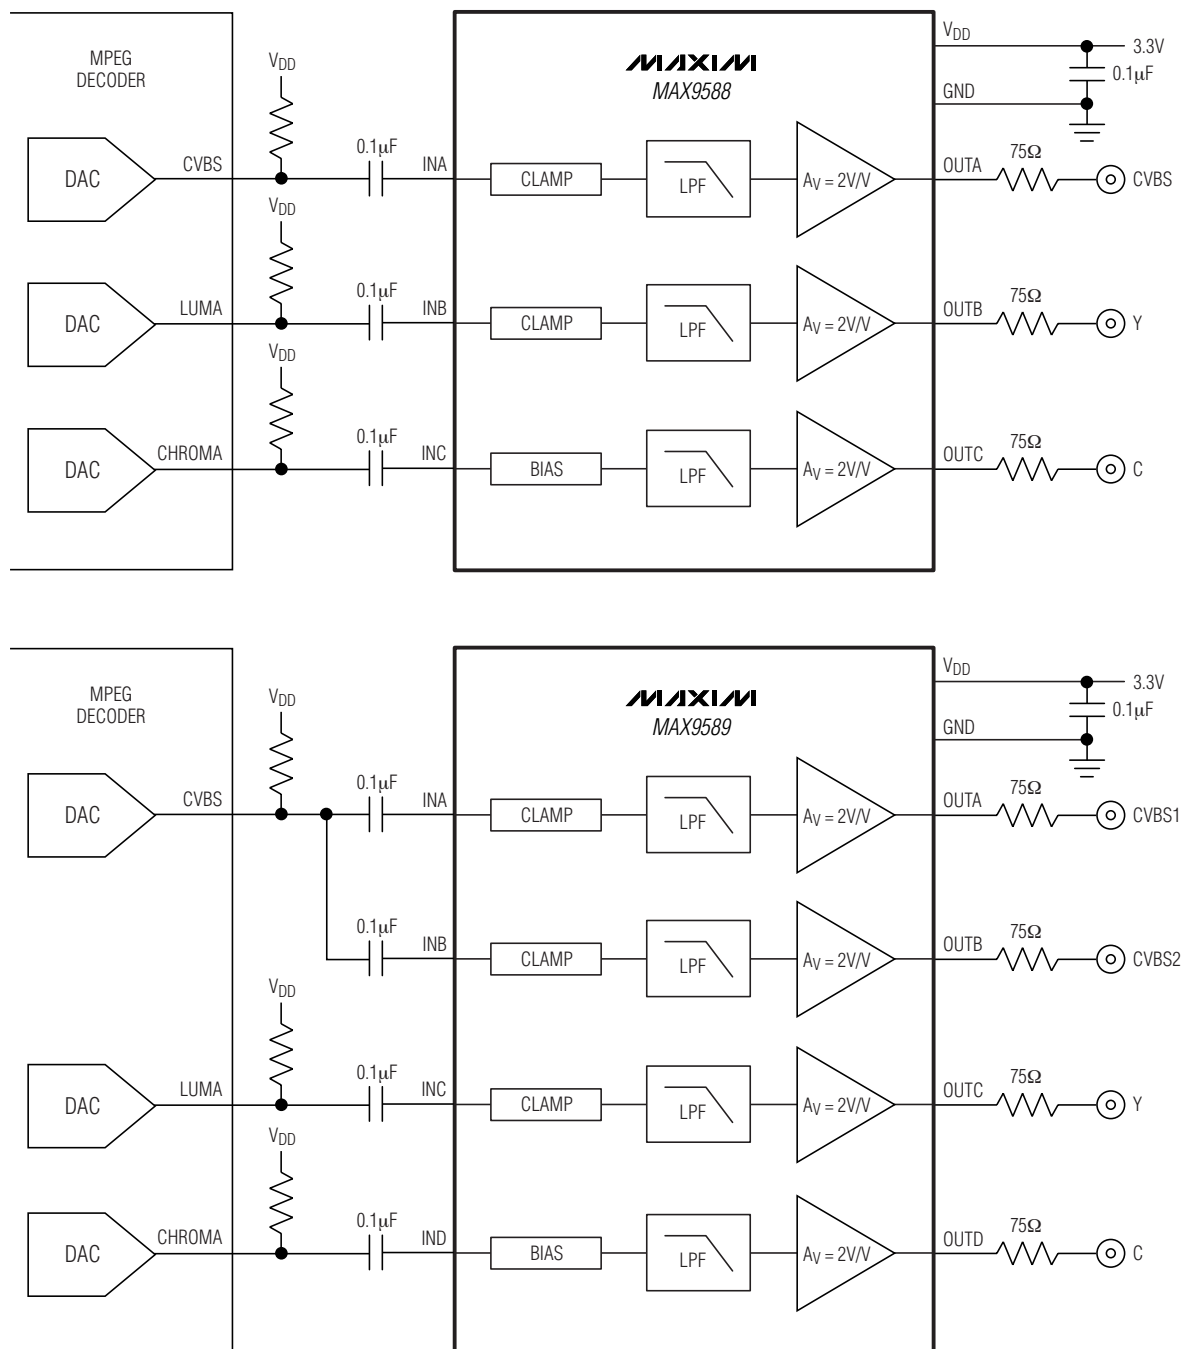 MPEG
DECODER
VDD
MAXIM
MAX9588
VDD
3.3V
0.1µF
GND
DAC
CVBS
0.1µF
INA
CLAMP
LPF
AV = 2V/V
OUTA
75Ω
CVBS
VDD
DAC
LUMA
0.1µF
INB
CLAMP
LPF
AV = 2V/V
OUTB
75Ω
Y
VDD
DAC
CHROMA
0.1µF
INC
BIAS
LPF
AV = 2V/V
OUTC
75Ω
C
MPEG
DECODER
VDD
MAXIM
MAX9589
VDD
3.3V
0.1µF
GND
DAC
CVBS
0.1µF
INA
CLAMP
LPF
AV = 2V/V
OUTA
75Ω
CVBS1
0.1µF
INB
CLAMP
LPF
AV = 2V/V
OUTB
75Ω
CVBS2
VDD
DAC
LUMA
0.1µF
INC
CLAMP
LPF
AV = 2V/V
OUTC
75Ω
Y
VDD
DAC
CHROMA
0.1µF
IND
BIAS
LPF
AV = 2V/V
OUTD
75Ω
C